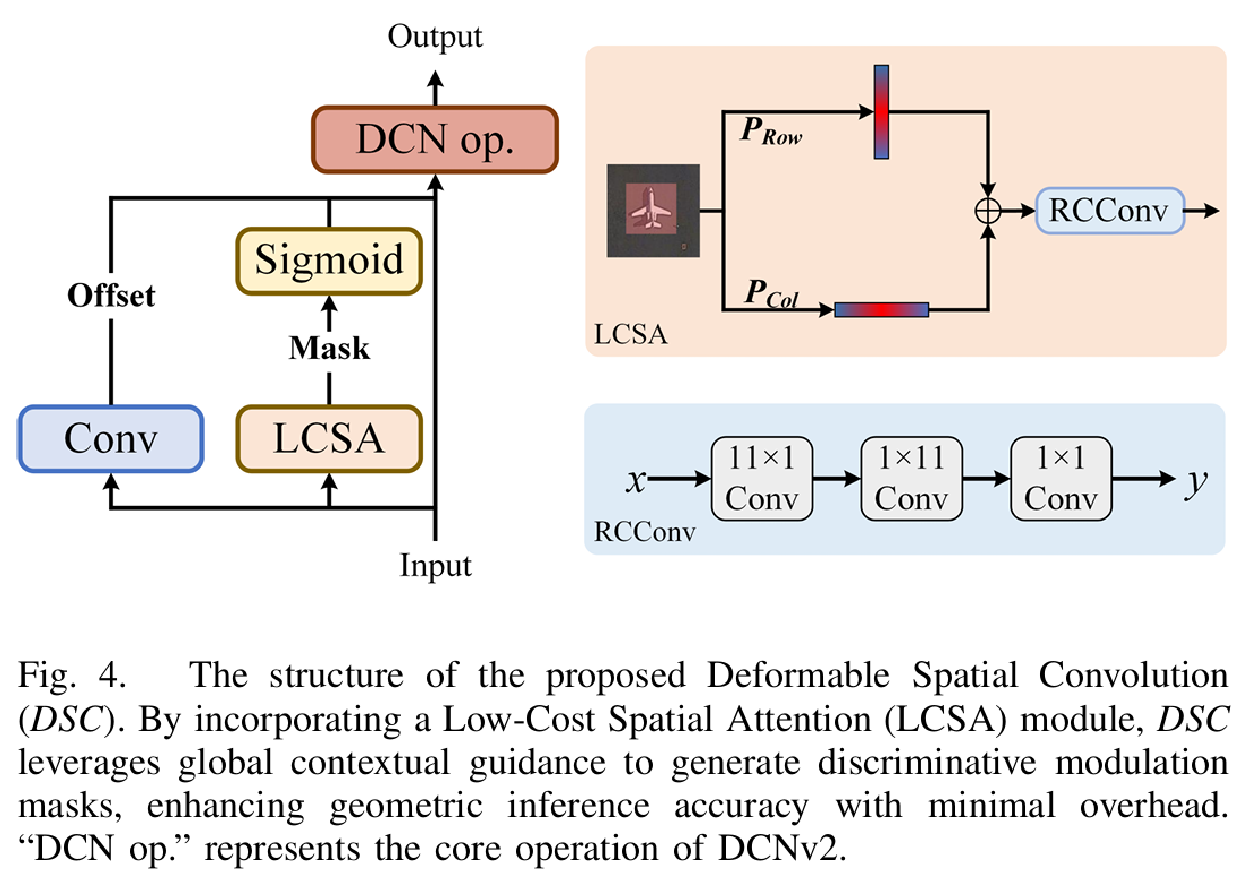 Output
DCN op.
Sigmoid
Offset
Mask
Conv
LCSA
Input
P_Row
P_Col
RCConv
LCSA
x
11×1
Conv
1×11
Conv
1×1
Conv
y
RCConv
Fig. 4. The structure of the proposed Deformable Spatial Convolution
(DSC). By incorporating a Low-Cost Spatial Attention (LCSA) module, DSC
leverages global contextual guidance to generate discriminative modulation
masks, enhancing geometric inference accuracy with minimal overhead.
“DCN op.” represents the core operation of DCNv2.